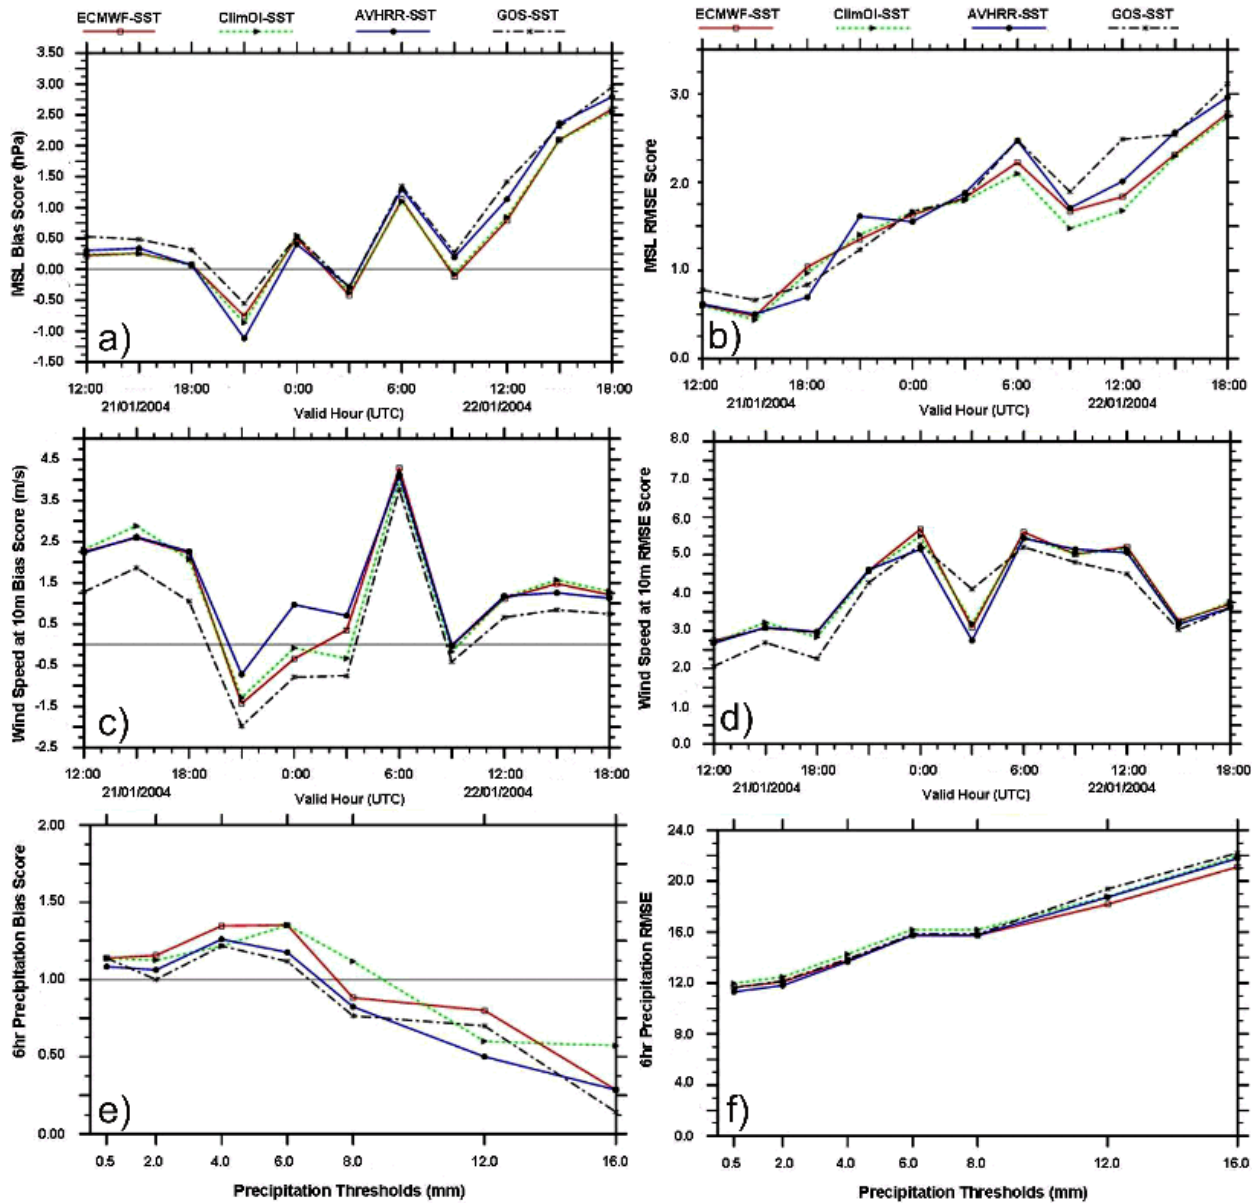 ECMWF-SST ClimOI-SST AVHRR-SST GOS-SST
ECMWF-SST ClimOI-SST AVHRR-SST GOS-SST
MSL Bias Score (hPa)
3.50
3.00
2.50
2.00
1.50
1.00
0.50
0.00
-0.50
-1.00
-1.50
a)
12:00 18:00 0:00 6:00 12:00 18:00
21/01/2004 Valid Hour (UTC) 22/01/2004
MSL RMSE Score
3.0
2.0
1.0
0.0
b)
12:00 18:00 0:00 6:00 12:00 18:00
21/01/2004 Valid Hour (UTC) 22/01/2004
Wind Speed at 10m Bias Score (m/s)
4.5
3.5
2.5
1.5
0.5
-0.5
-1.5
-2.5
c)
12:00 18:00 0:00 6:00 12:00 18:00
21/01/2004 Valid Hour (UTC) 22/01/2004
Wind Speed at 10m RMSE Score
8.0
7.0
6.0
5.0
4.0
3.0
2.0
1.0
0.0
d)
12:00 18:00 0:00 6:00 12:00 18:00
21/01/2004 Valid Hour (UTC) 22/01/2004
6hr Precipitation Bias Score
2.00
1.50
1.00
0.50
0.00
e)
0.5 2.0 4.0 6.0 8.0 12.0 16.0
Precipitation Thresholds (mm)
6hr Precipitation RMSE
24.0
20.0
16.0
12.0
8.0
4.0
0.0
f)
0.5 2.0 4.0 6.0 8.0 12.0 16.0
Precipitation Thresholds (mm)